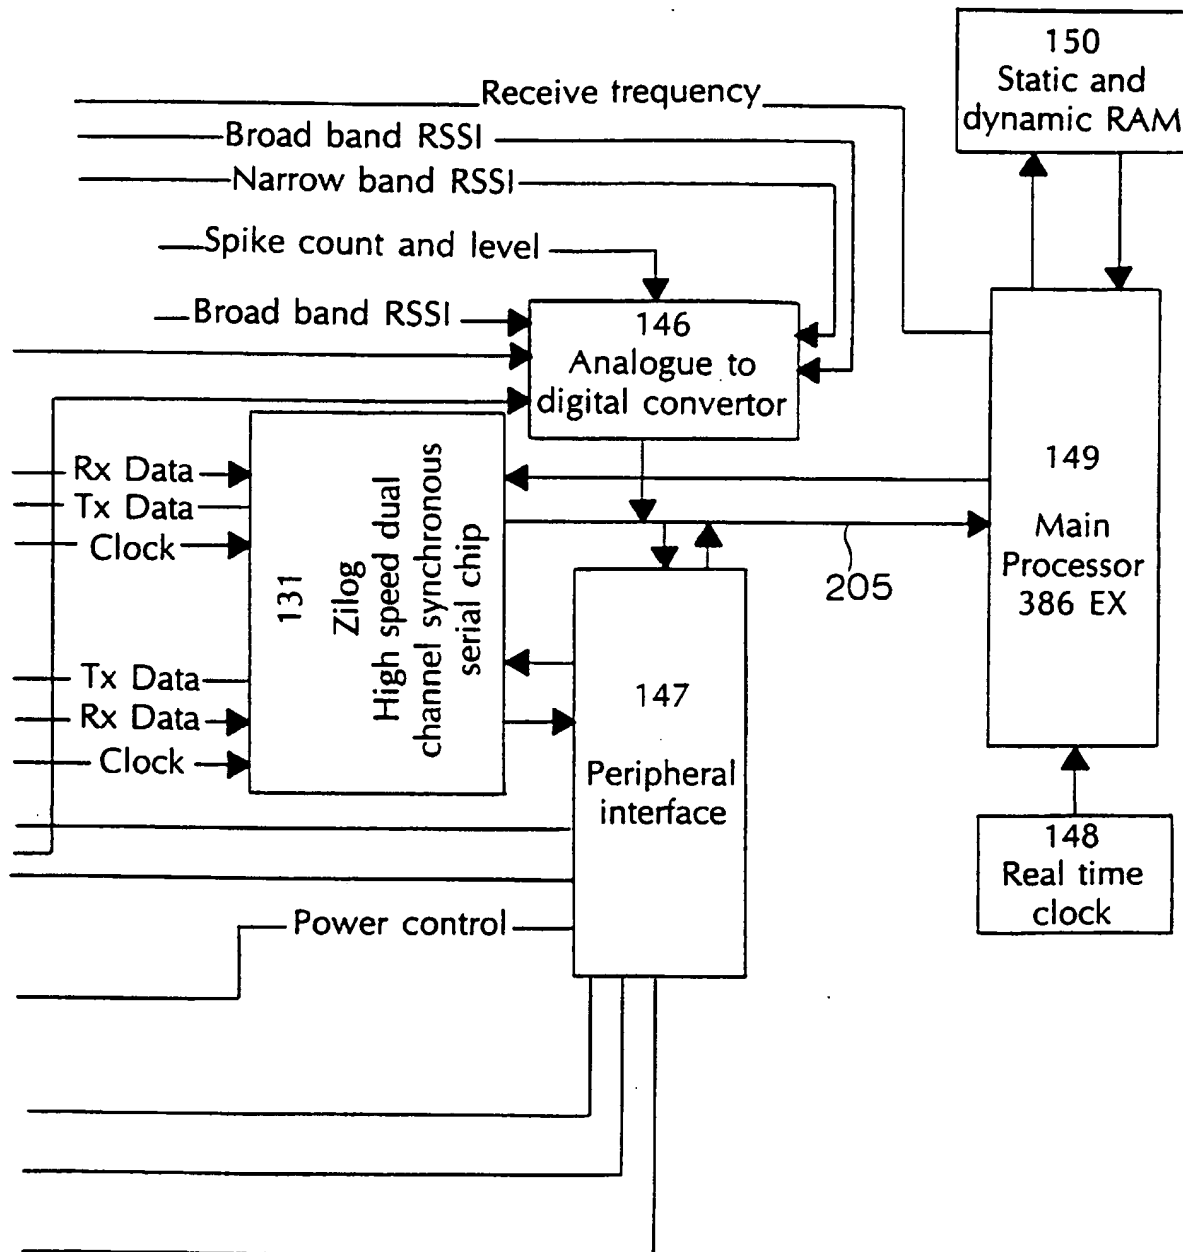 150
Static and
dynamic RAM
Receive frequency
Broad band RSSI
Narrow band RSSI
Spike count and level
Broad band RSSI
146
Analogue to
digital convertor
Rx Data
Tx Data
Clock
Tx Data
Rx Data
Clock
131
Zilog
High speed dual
channel synchronous
serial chip
205
149
Main
Processor
386 EX
147
Peripheral
interface
148
Real time
clock
Power control